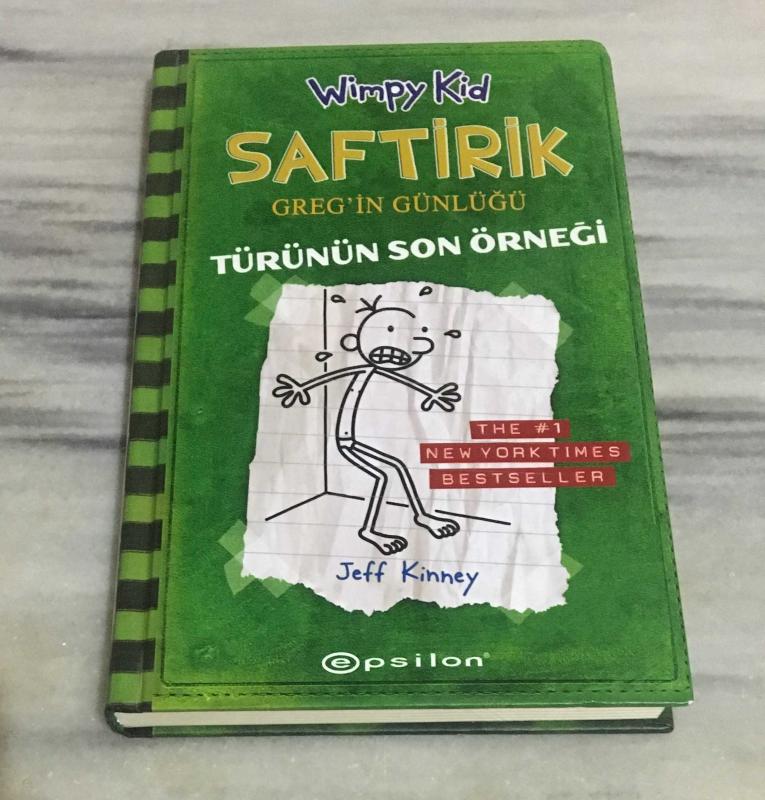 Wimpy Kid
SAFTİRİK
GREG'İN GÜNLÜĞÜ
TÜRÜNÜN SON ÖRNEĞİ
THE #1
NEW YORK TIMES
BESTSELLER
Jeff Kinney
epsilon®